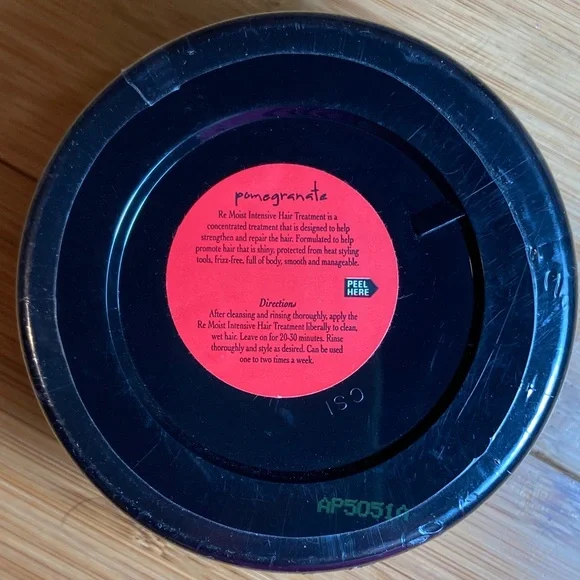 pomegranate
Re Moist Intensive Hair Treatment is a
concentrated treatment that is designed to help
strengthen and repair the hair. Formulated to help
promote hair that is shiny, protected from heat styling
tools, frizz-free, full of body, smooth and manageable.
PEEL
HERE
Directions
After cleansing and rinsing thoroughly, apply the
Re Moist Intensive Hair Treatment liberally to clean,
wet hair. Leave on for 20-30 minutes. Rinse
thoroughly and style as desired. Can be used
one to two times a week.
CSI
AP5051A